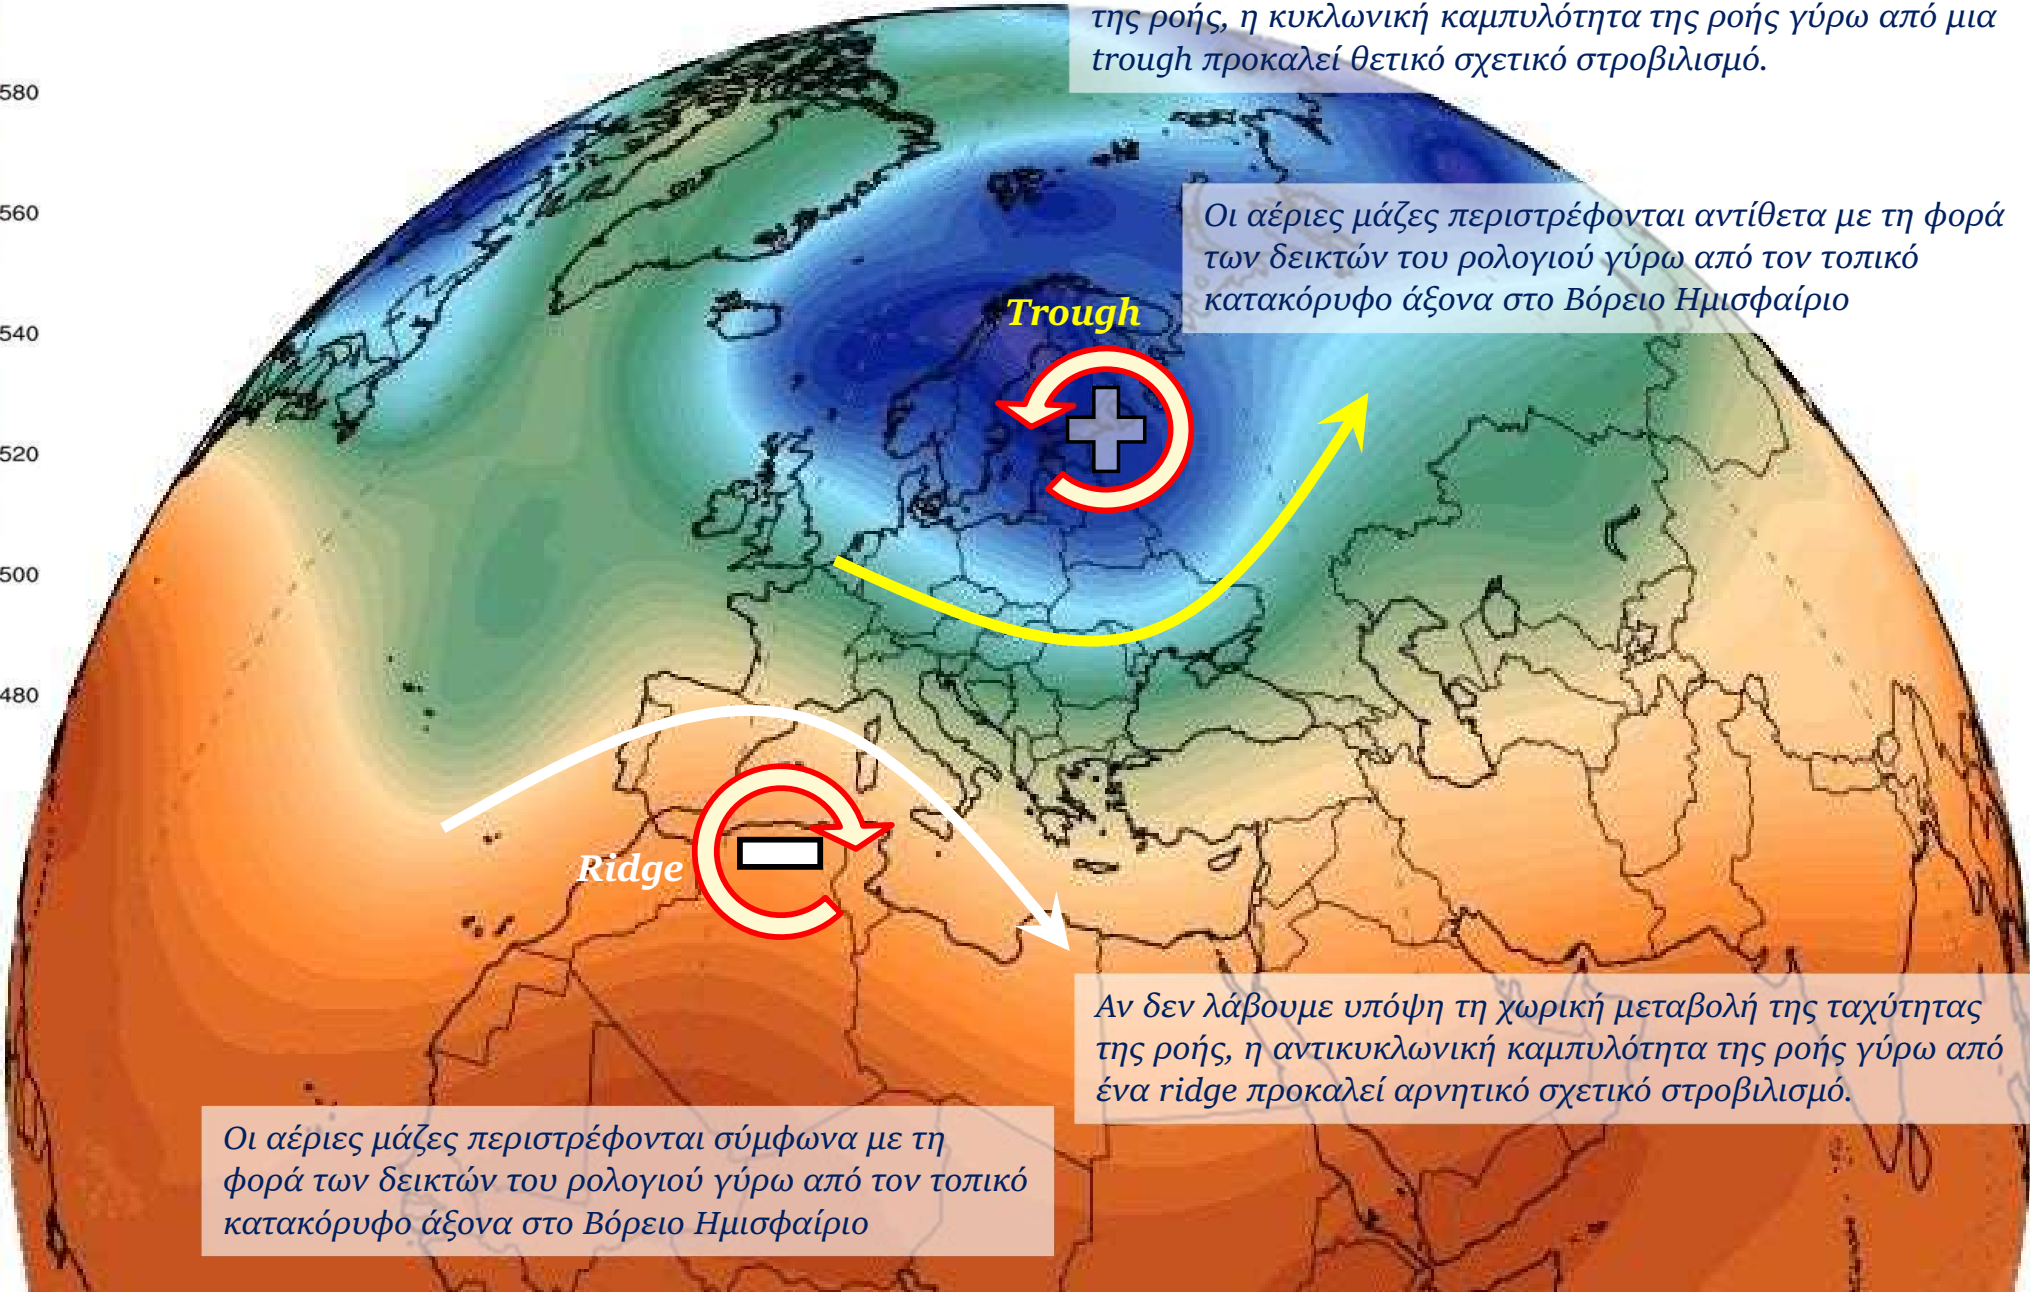 της ροής, η κυκλωνική καμπυλότητα της ροής γύρω από μια
trough προκαλεί θετικό σχετικό στροβιλισμό.
580
560
540
520
500
480
Οι αέριες μάζες περιστρέφονται αντίθετα με τη φορά
των δεικτών του ρολογιού γύρω από τον τοπικό
κατακόρυφο άξονα στο Βόρειο Ημισφαίριο
Trough
Ridge
Αν δεν λάβουμε υπόψη τη χωρική μεταβολή της ταχύτητας
της ροής, η αντικυκλωνική καμπυλότητα της ροής γύρω από
ένα ridge προκαλεί αρνητικό σχετικό στροβιλισμό.
Οι αέριες μάζες περιστρέφονται σύμφωνα με τη
φορά των δεικτών του ρολογιού γύρω από τον τοπικό
κατακόρυφο άξονα στο Βόρειο Ημισφαίριο